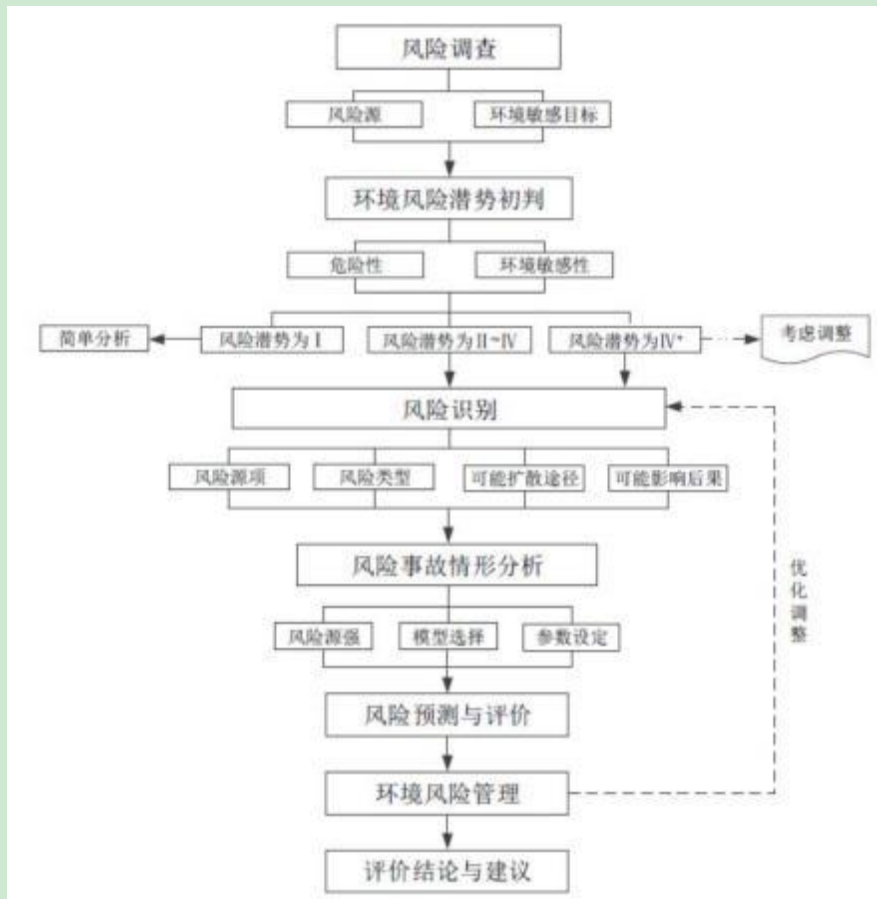 风险调查
风险源
环境敏感目标
环境风险潜势初判
危险性
环境敏感性
简单分析
风险潜势为Ⅰ
风险潜势为Ⅱ~Ⅳ
风险潜势为Ⅳ+
考虑调整
风险识别
风险源项
风险类型
可能扩散途径
可能影响后果
风险事故情形分析
优化调整
风险源强
模型选择
参数设定
风险预测与评价
环境风险管理
评价结论与建议